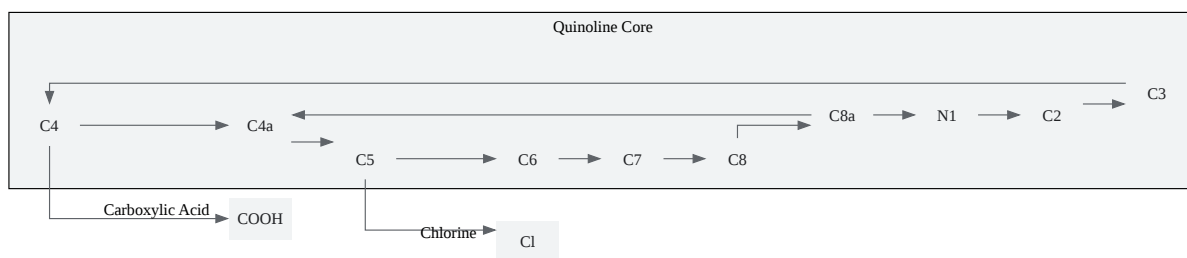 Quinoline Core
C3
C4
C4a
C8a
N1
C2
C5
C6
C7
C8
Carboxylic Acid
COOH
Chlorine
Cl